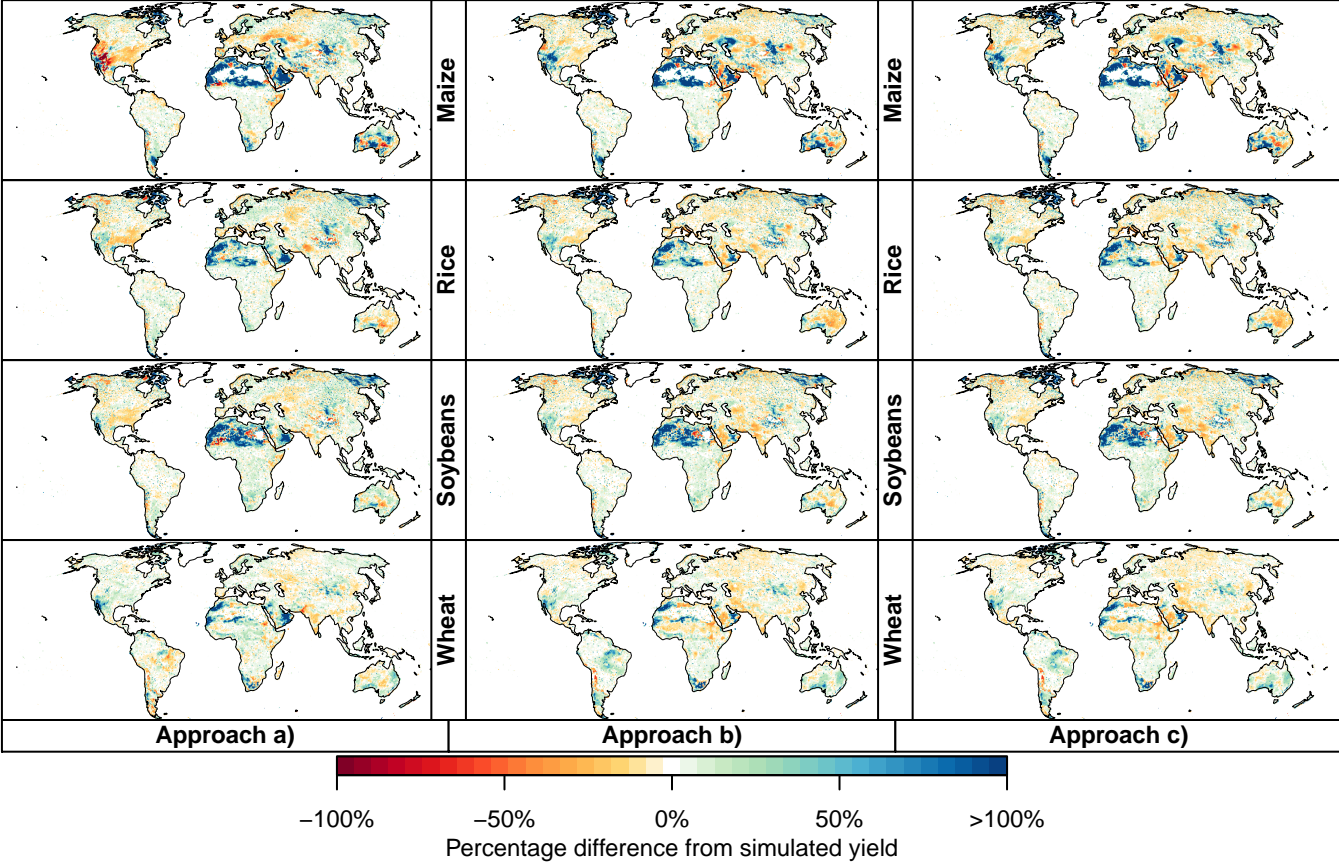 Maize
Maize
Rice
Rice
Soybeans
Soybeans
Wheat
Wheat
Approach a)
Approach b)
Approach c)
−100%
−50%
0%
50%
>100%
Percentage difference from simulated yield